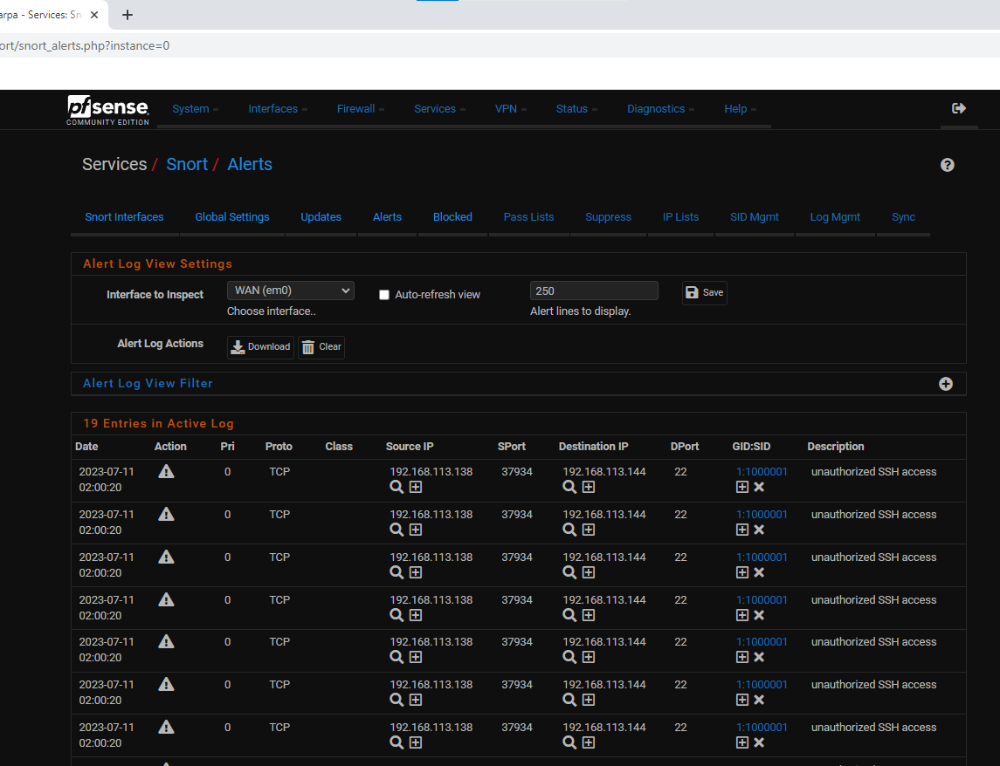 arpa - Services: Sn
ort/snort_alerts.php?instance=0
pfsense
COMMUNITY EDITION
System Interfaces Firewall Services VPN Status Diagnostics Help
Services / Snort / Alerts
Snort Interfaces Global Settings Updates Alerts Blocked Pass Lists Suppress IP Lists SID Mgmt Log Mgmt Sync
Alert Log View Settings
Interface to Inspect WAN (em0) Auto-refresh view 250 Save
Choose interface.. Alert lines to display.
Alert Log Actions Download Clear
Alert Log View Filter
19 Entries in Active Log
Date Action Pri Proto Class Source IP SPort Destination IP DPort GID:SID Description
2023-07-11 0 TCP 192.168.113.138 37934 192.168.113.144 22 1:1000001 unauthorized SSH access
02:00:20
2023-07-11 0 TCP 192.168.113.138 37934 192.168.113.144 22 1:1000001 unauthorized SSH access
02:00:20
2023-07-11 0 TCP 192.168.113.138 37934 192.168.113.144 22 1:1000001 unauthorized SSH access
02:00:20
2023-07-11 0 TCP 192.168.113.138 37934 192.168.113.144 22 1:1000001 unauthorized SSH access
02:00:20
2023-07-11 0 TCP 192.168.113.138 37934 192.168.113.144 22 1:1000001 unauthorized SSH access
02:00:20
2023-07-11 0 TCP 192.168.113.138 37934 192.168.113.144 22 1:1000001 unauthorized SSH access
02:00:20
2023-07-11 0 TCP 192.168.113.138 37934 192.168.113.144 22 1:1000001 unauthorized SSH access
02:00:20